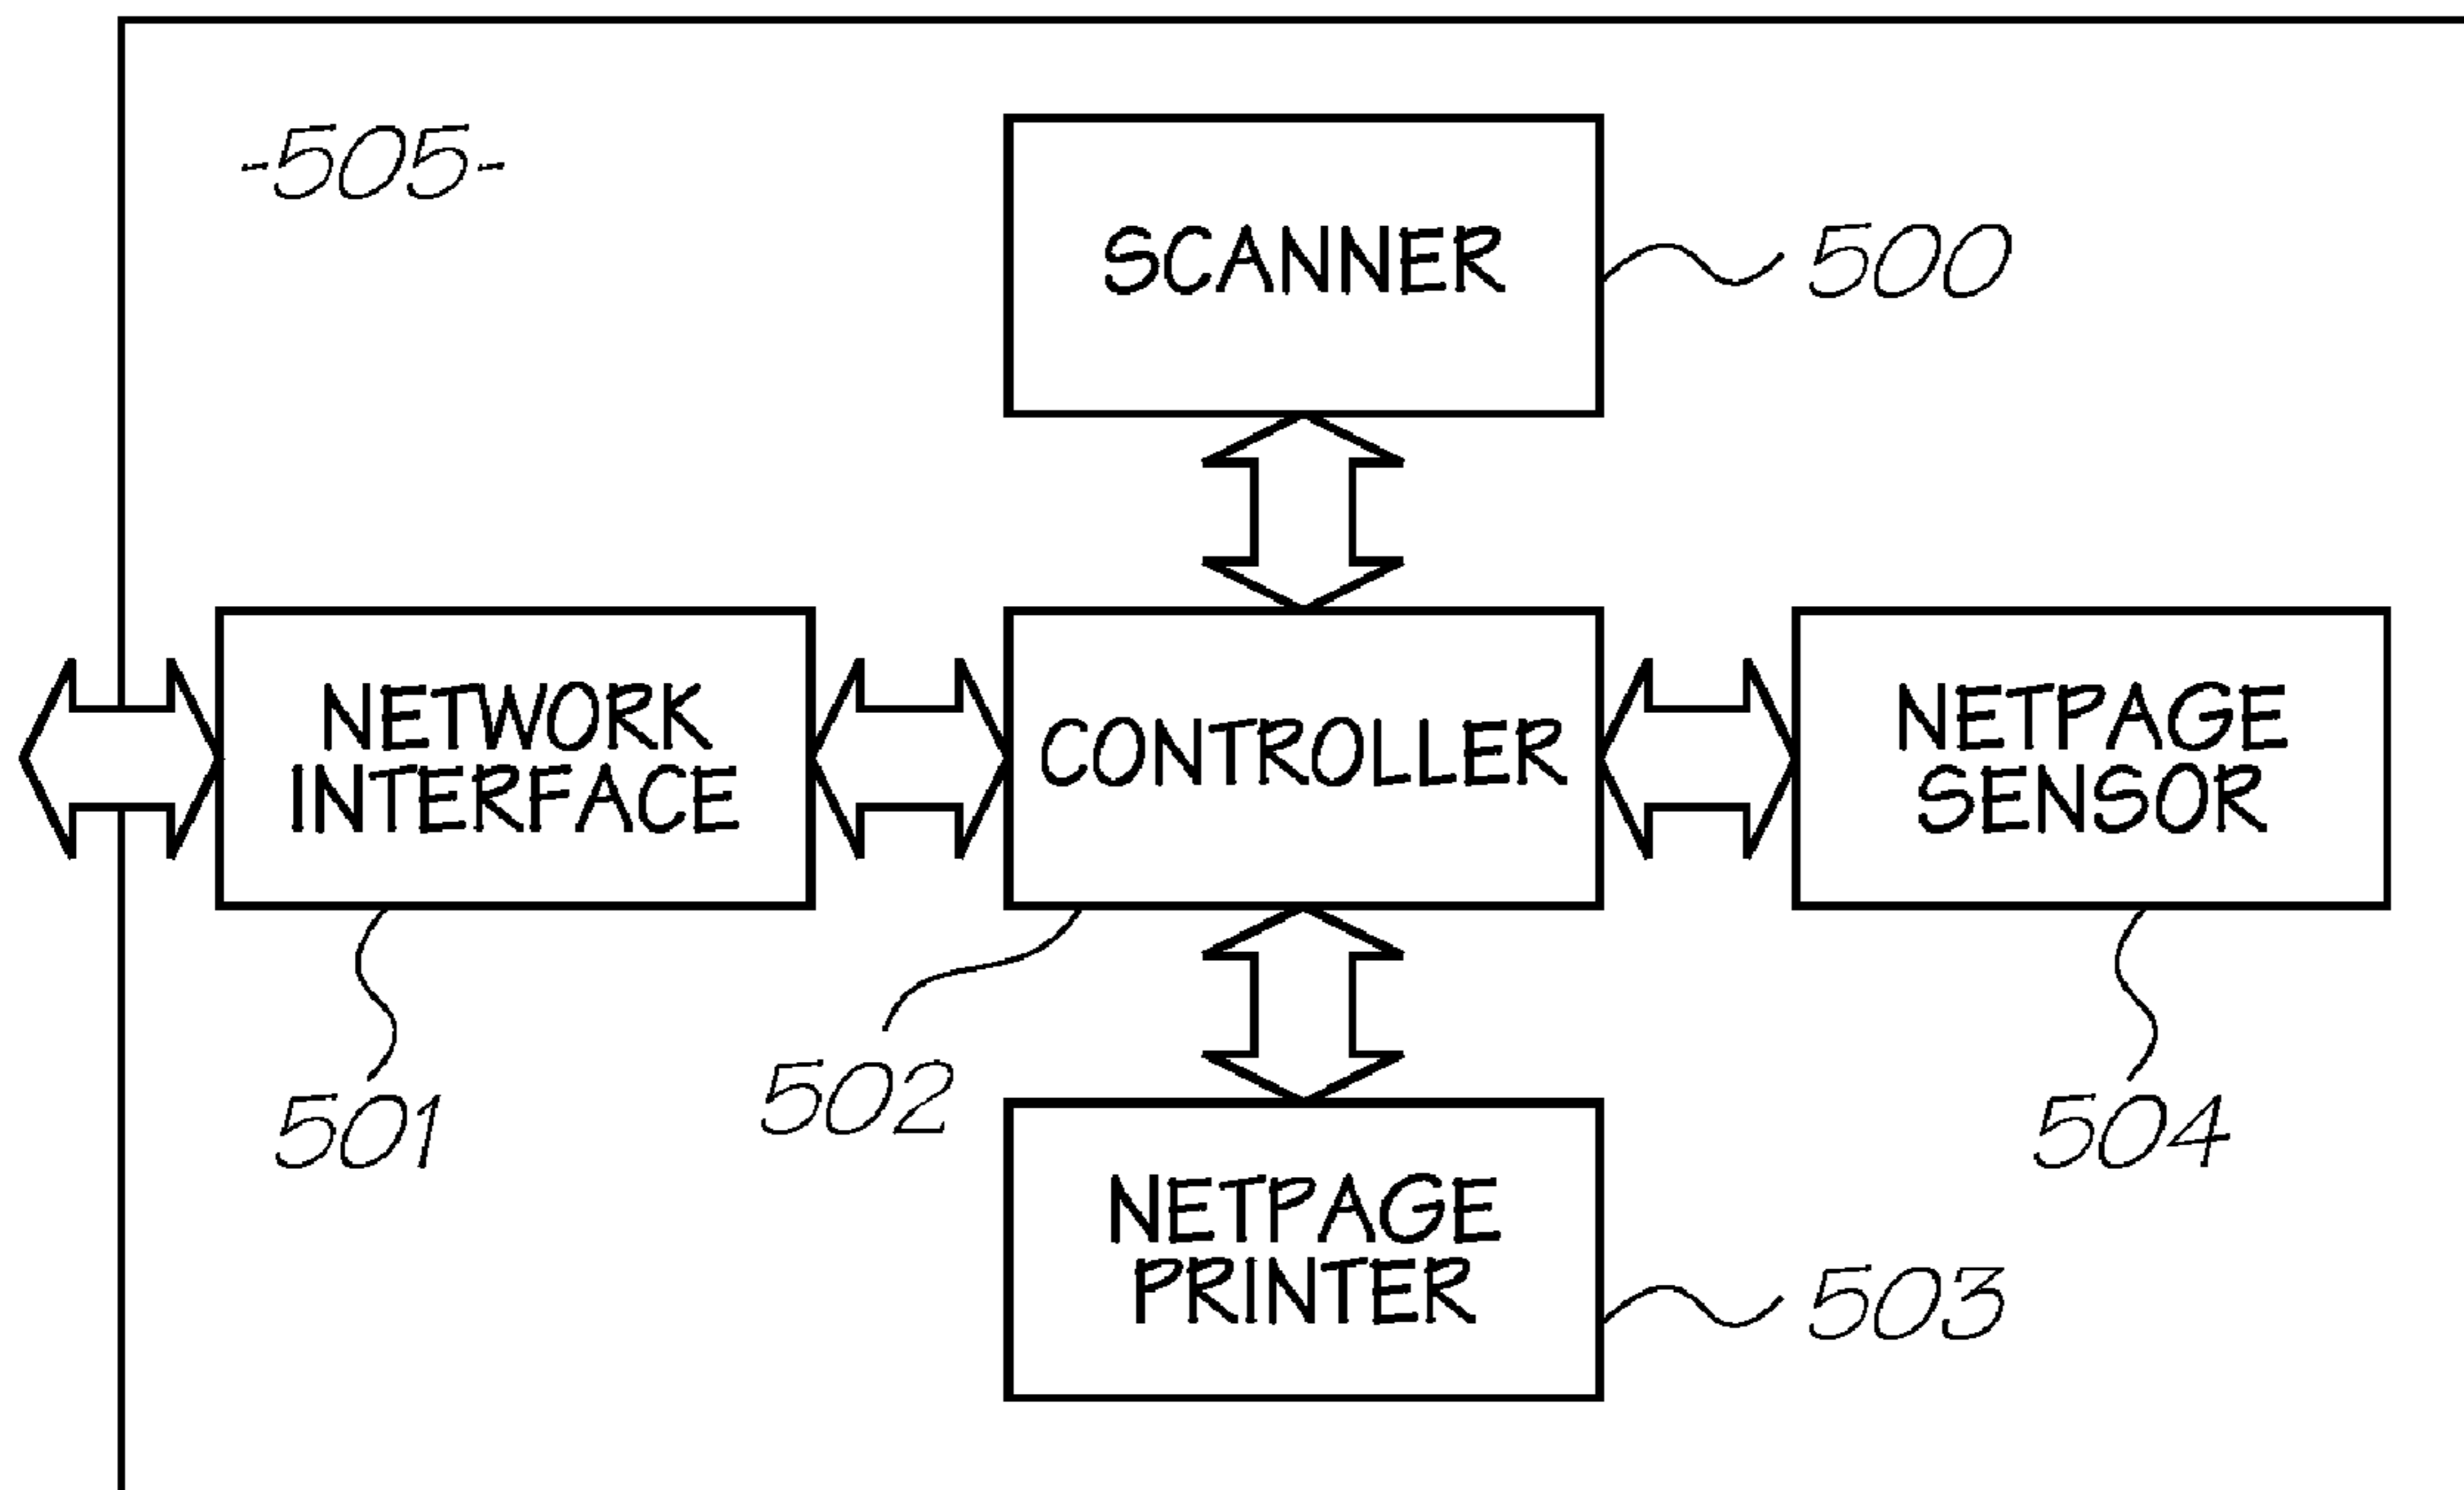 -505-
SCANNER
500
NETWORK
INTERFACE
CONTROLLER
NETPAGE
SENSOR
501
502
504
NETPAGE
PRINTER
503